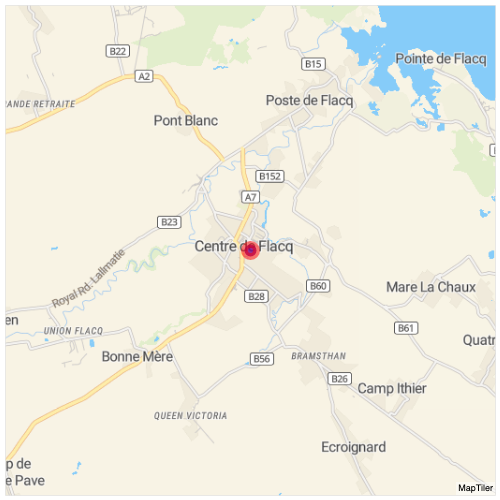 B22
B15
Pointe de Flacq
A2
ANDE RETRAITE
Poste de Flacq
Pont Blanc
B152
A7
B23
Centre de Flacq
Royal Rd. Lallmatie
B60
Mare La Chaux
B28
en
UNION FLACQ
B61
Quatr
Bonne Mère
BRAMSTHAN
B56
B26
Camp Ithier
QUEEN VICTORIA
Ecroignard
p de
e Pave
MapTiler